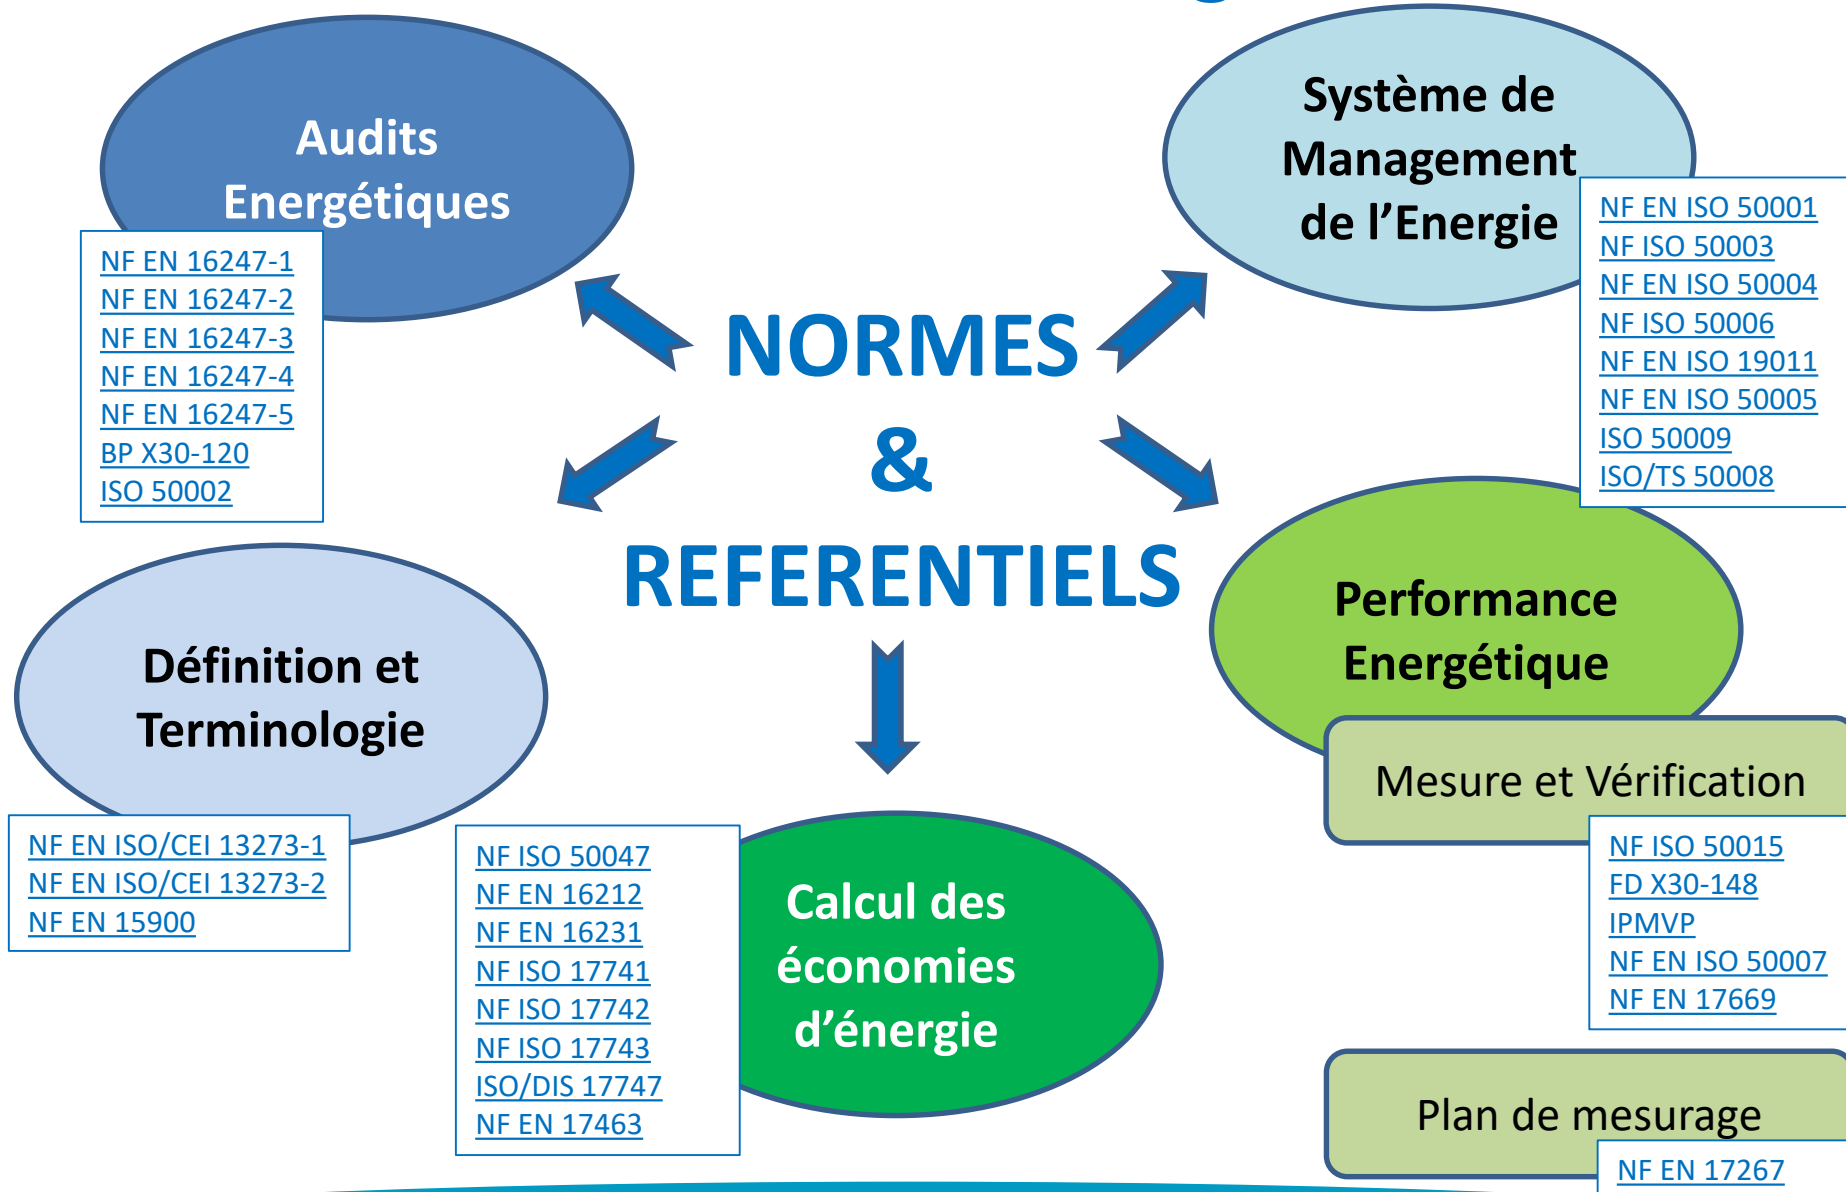 Audits
Energétiques
NF EN 16247-1
NF EN 16247-2
NF EN 16247-3
NF EN 16247-4
NF EN 16247-5
BP X30-120
ISO 50002
Système de
Management
de l’Energie
NF EN ISO 50001
NF ISO 50003
NF EN ISO 50004
NF ISO 50006
NF EN ISO 19011
NF EN ISO 50005
ISO 50009
ISO/TS 50008
NORMES
&
REFERENTIELS
Définition et
Terminologie
NF EN ISO/CEI 13273-1
NF EN ISO/CEI 13273-2
NF EN 15900
NF ISO 50047
NF EN 16212
NF EN 16231
NF ISO 17741
NF ISO 17742
NF ISO 17743
ISO/DIS 17747
NF EN 17463
Calcul des
économies
d’énergie
Performance
Energétique
Mesure et Vérification
NF ISO 50015
FD X30-148
IPMVP
NF EN ISO 50007
NF EN 17669
Plan de mesurage
NF EN 17267